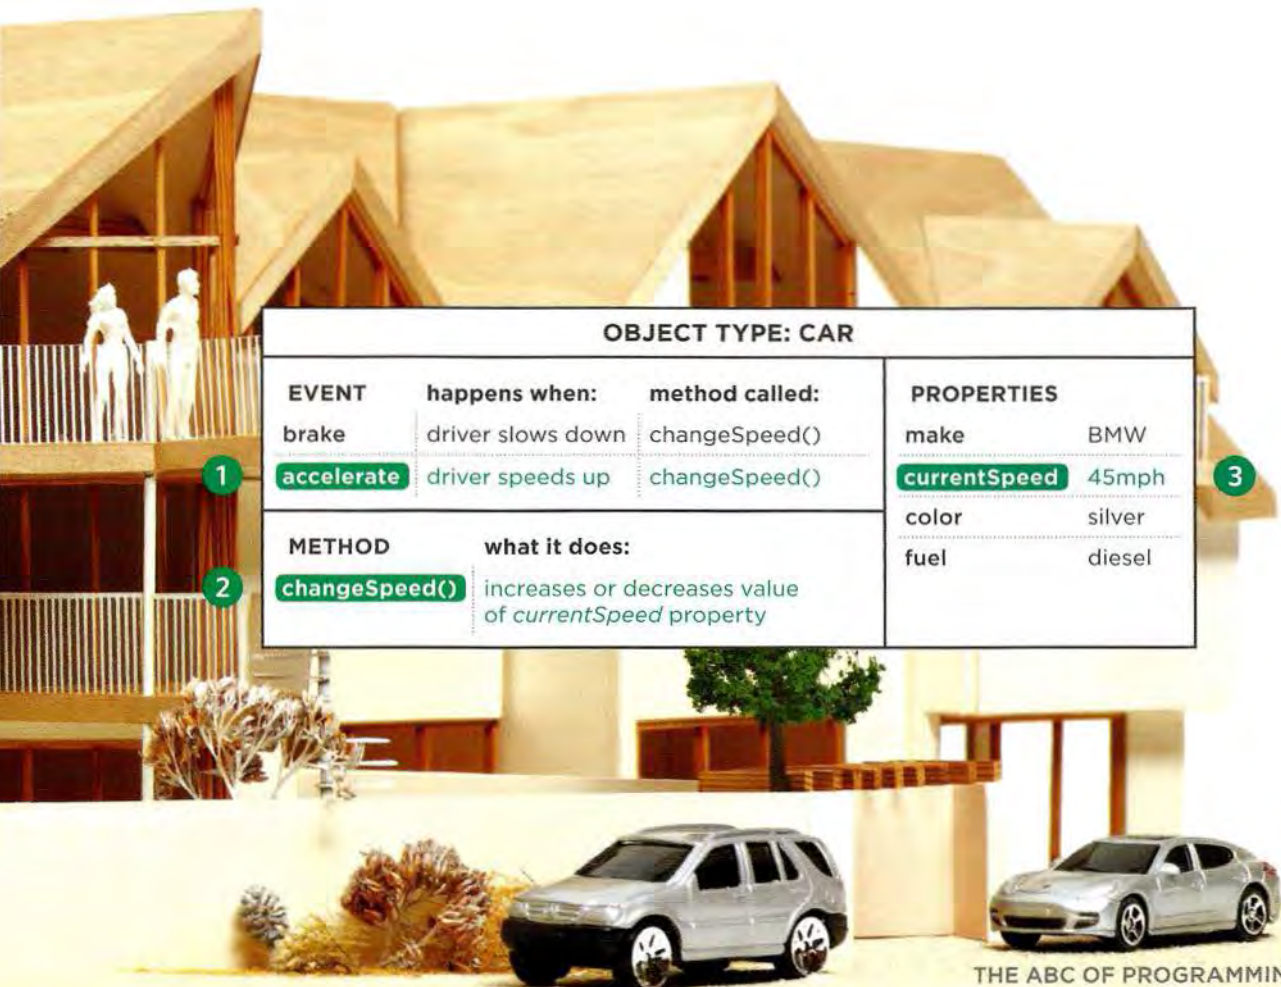 OBJECT TYPE: CAR
EVENT happens when: method called:
brake driver slows down changeSpeed()
1 accelerate driver speeds up changeSpeed()
METHOD what it does:
2 changeSpeed() increases or decreases value
of currentSpeed property
PROPERTIES
make BMW
currentSpeed 45mph 3
color silver
fuel diesel
THE ABC OF PROGRAMMIN